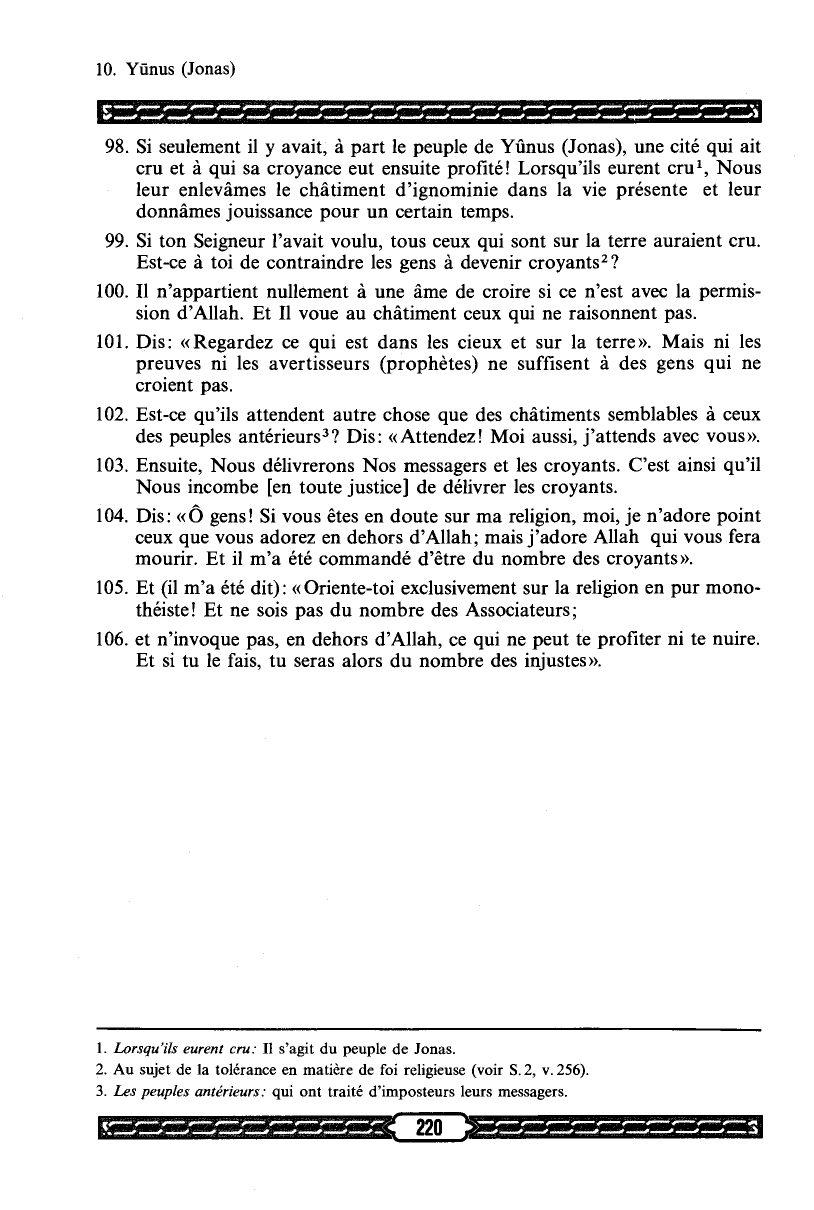 10. Yūnus (Jonas)
98. Si seulement il y avait, à part le peuple de Yûnus (Jonas), une cité qui ait
cru et à qui sa croyance eut ensuite profité! Lorsqu'ils eurent cru¹, Nous
leur enlevâmes le châtiment d'ignominie dans la vie présente et leur
donnâmes jouissance pour un certain temps.
99. Si ton Seigneur l'avait voulu, tous ceux qui sont sur la terre auraient cru.
Est-ce à toi de contraindre les gens à devenir croyants²?
100. Il n'appartient nullement à une âme de croire si ce n'est avec la permis-
sion d'Allah. Et Il voue au châtiment ceux qui ne raisonnent pas.
101. Dis: «Regardez ce qui est dans les cieux et sur la terre». Mais ni les
preuves ni les avertisseurs (prophètes) ne suffisent à des gens qui ne
croient pas.
102. Est-ce qu'ils attendent autre chose que des châtiments semblables à ceux
des peuples antérieurs³? Dis: «Attendez! Moi aussi, j'attends avec vous».
103. Ensuite, Nous délivrerons Nos messagers et les croyants. C'est ainsi qu'il
Nous incombe [en toute justice] de délivrer les croyants.
104. Dis: «Ô gens! Si vous êtes en doute sur ma religion, moi, je n'adore point
ceux que vous adorez en dehors d'Allah; mais j'adore Allah qui vous fera
mourir. Et il m'a été commandé d'être du nombre des croyants».
105. Et (il m'a été dit): «Oriente-toi exclusivement sur la religion en pur mono-
théiste! Et ne sois pas du nombre des Associateurs;
106. et n'invoque pas, en dehors d'Allah, ce qui ne peut te profiter ni te nuire.
Et si tu le fais, tu seras alors du nombre des injustes».
1. Lorsqu'ils eurent cru: Il s'agit du peuple de Jonas.
2. Au sujet de la tolérance en matière de foi religieuse (voir S. 2, v. 256).
3. Les peuples antérieurs: qui ont traité d'imposteurs leurs messagers.
220